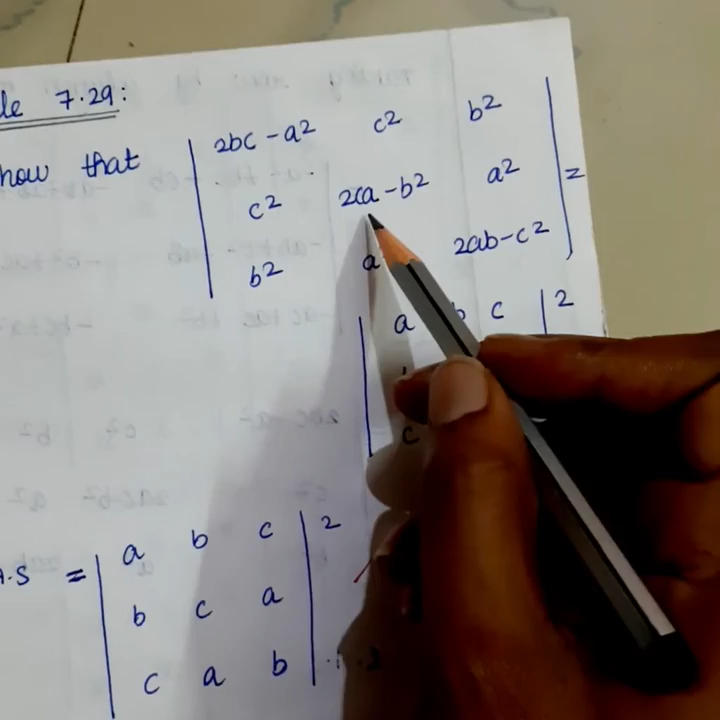 le 7.29:
how that | 2bc - a² c² b² |
| c² 2ca - b² a² | =
| b² a 2ab - c² |
| a b c | ²
c
A.S = | a b c | ²
| b c a |
| c a b |